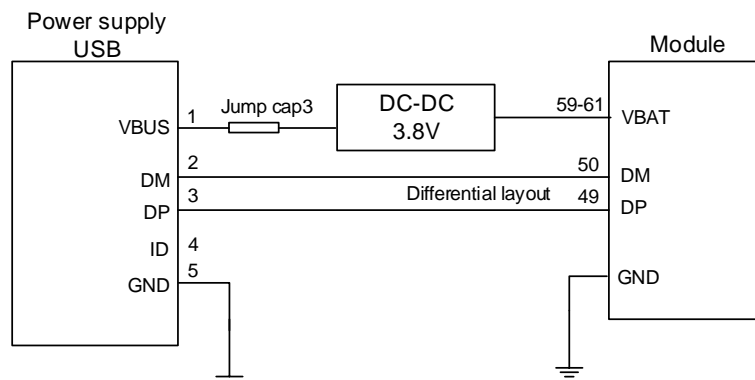 Power supply
USB
Module
VBUS
1
Jump cap3
DC-DC
3.8V
59-61
VBAT
DM
2
50
DM
DP
3
Differential layout
49
DP
ID
4
GND
5
GND